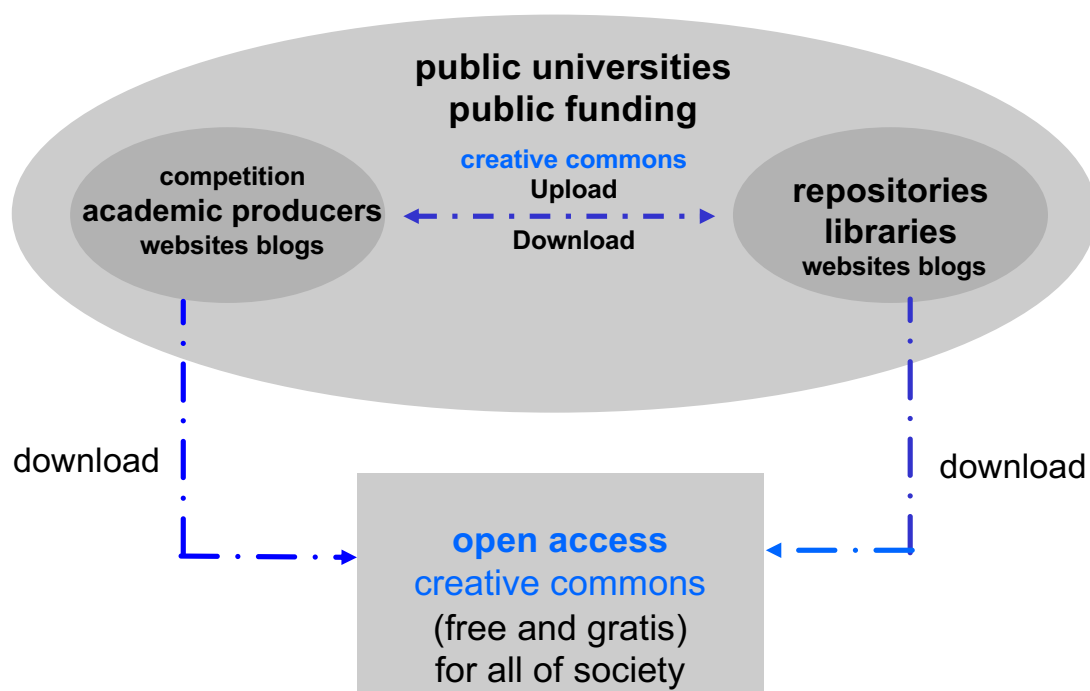 public universities
public funding
creative commons
Upload
Download
competition
academic producers
websites blogs
repositories
libraries
websites blogs
download
download
open access
creative commons
(free and gratis)
for all of society